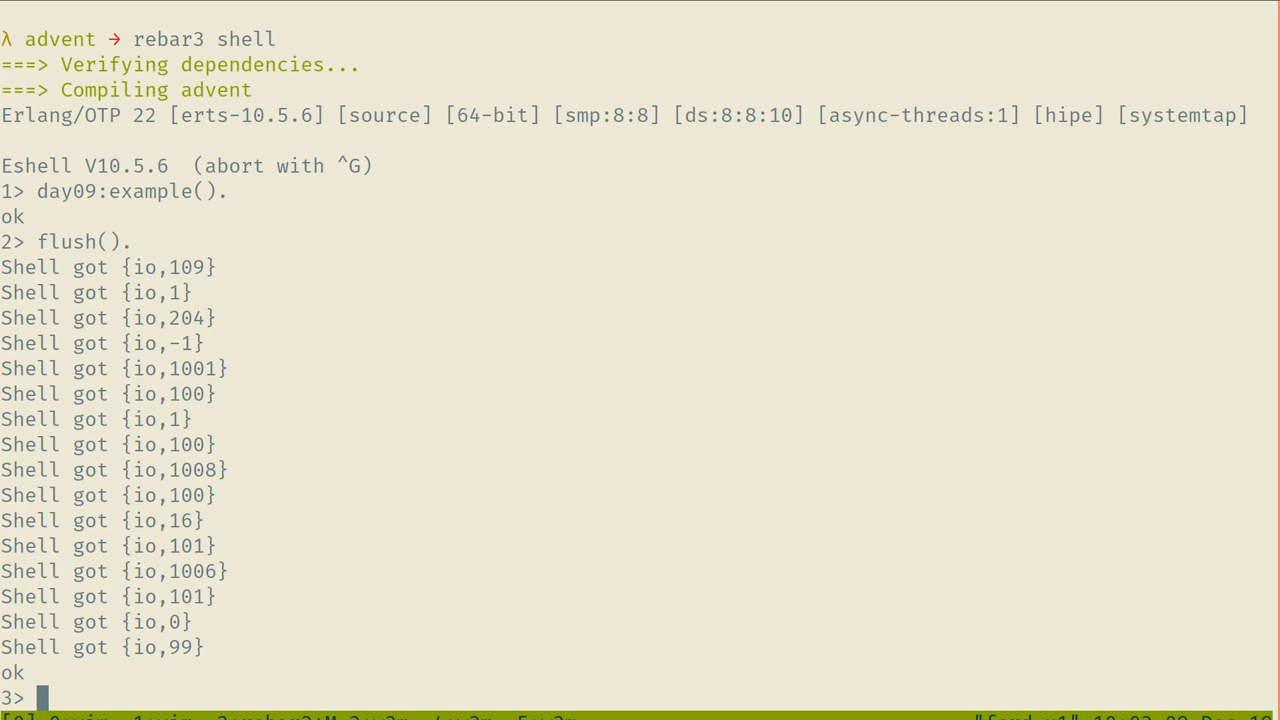 λ advent → rebar3 shell
===> Verifying dependencies...
===> Compiling advent
Erlang/OTP 22 [erts-10.5.6] [source] [64-bit] [smp:8:8] [ds:8:8:10] [async-threads:1] [hipe] [systemtap]
Eshell V10.5.6  (abort with ^G)
1> day09:example().
ok
2> flush().
Shell got {io,109}
Shell got {io,1}
Shell got {io,204}
Shell got {io,-1}
Shell got {io,1001}
Shell got {io,100}
Shell got {io,1}
Shell got {io,100}
Shell got {io,1008}
Shell got {io,100}
Shell got {io,16}
Shell got {io,101}
Shell got {io,1006}
Shell got {io,101}
Shell got {io,0}
Shell got {io,99}
ok
3>